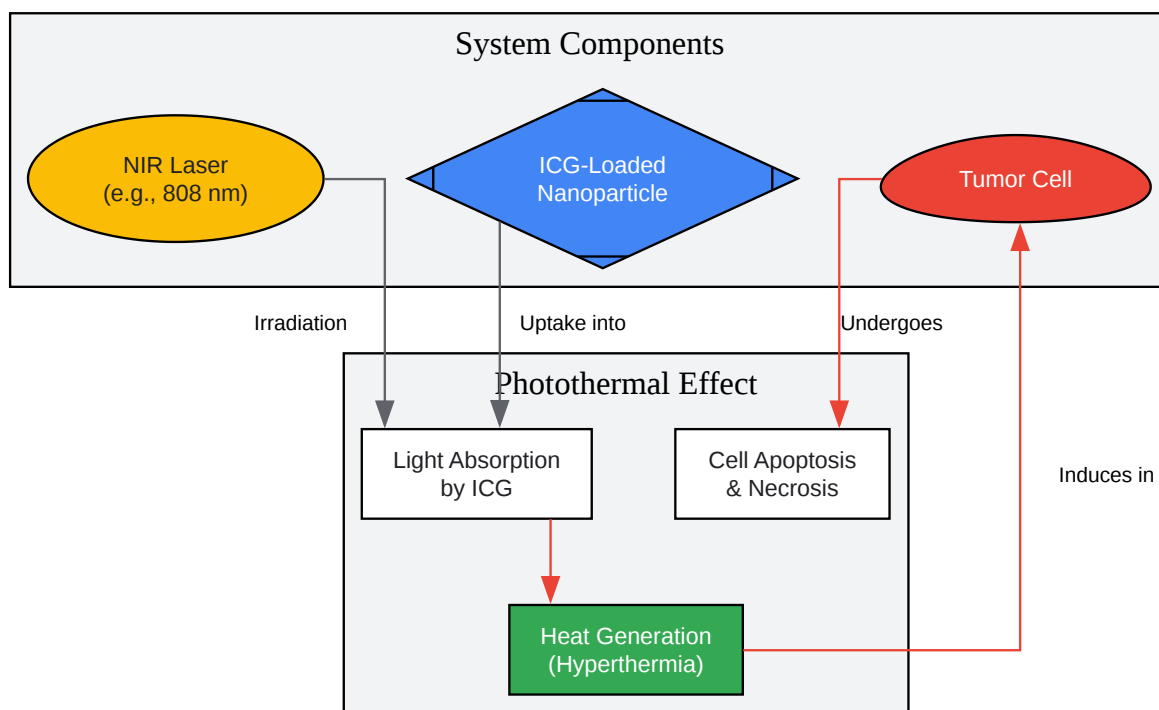 System Components
NIR Laser
(e.g., 808 nm)
ICG-Loaded
Nanoparticle
Tumor Cell
Irradiation
Uptake into
Undergoes
Photothermal Effect
Light Absorption
by ICG
Cell Apoptosis
& Necrosis
Induces in
Heat Generation
(Hyperthermia)